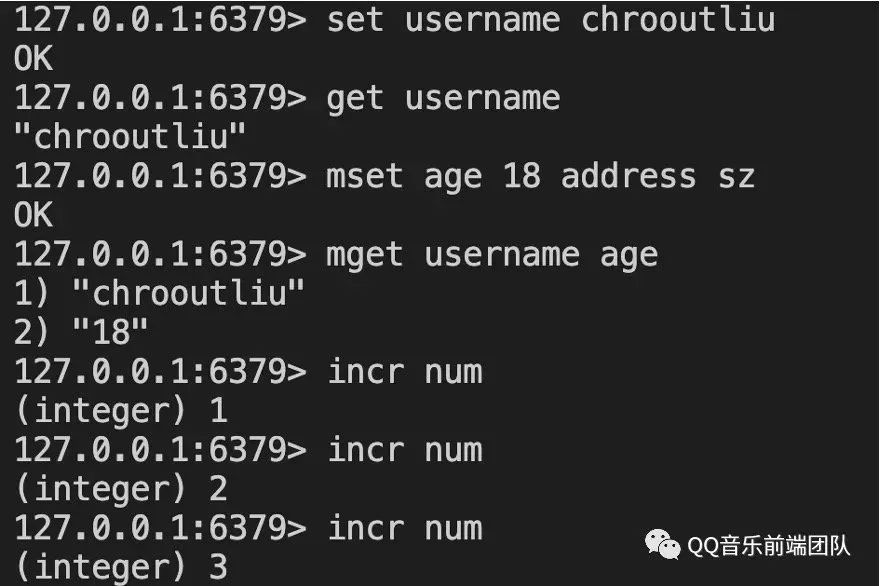 127.0.0.1:6379> set username chrooutliu
OK
127.0.0.1:6379> get username
"chrooutliu"
127.0.0.1:6379> mset age 18 address sz
OK
127.0.0.1:6379> mget username age
1) "chrooutliu"
2) "18"
127.0.0.1:6379> incr num
(integer) 1
127.0.0.1:6379> incr num
(integer) 2
127.0.0.1:6379> incr num
(integer) 3
QQ音乐前端团队